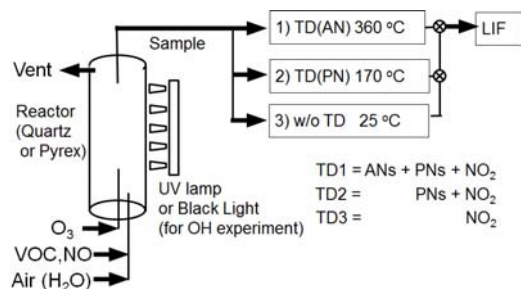 Sample
1) TD(AN) 360 °C
LIF
Vent
2) TD(PN) 170 °C
Reactor
(Quartz
or Pyrex)
3) w/o TD 25 °C
UV lamp
or Black Light
(for OH experiment)
TD1 = ANs + PNs + NO2
TD2 = PNs + NO2
TD3 = NO2
O3
VOC,NO
Air (H2O)